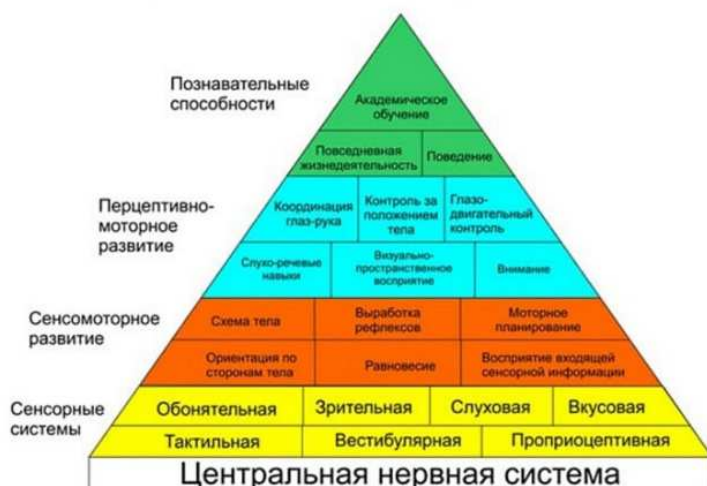 Познавательные
способности
Академическое
обучение
Повседневная
жизнедеятельность
Поведение
Перцептивно-
моторное
развитие
Координация
глаз-рука
Контроль за
положением
тела
Глазо-
двигательный
контроль
Слухо-речевые
навыки
Визуально-
пространственное
восприятие
Внимание
Сенсомоторное
развитие
Схема тела
Выработка
рефлексов
Моторное
планирование
Ориентация по
сторонам тела
Равновесие
Восприятие входящей
сенсорной информации
Сенсорные
системы
Обонятельная
Зрительная
Слуховая
Вкусовая
Тактильная
Вестибулярная
Проприоцептивная
Центральная нервная система